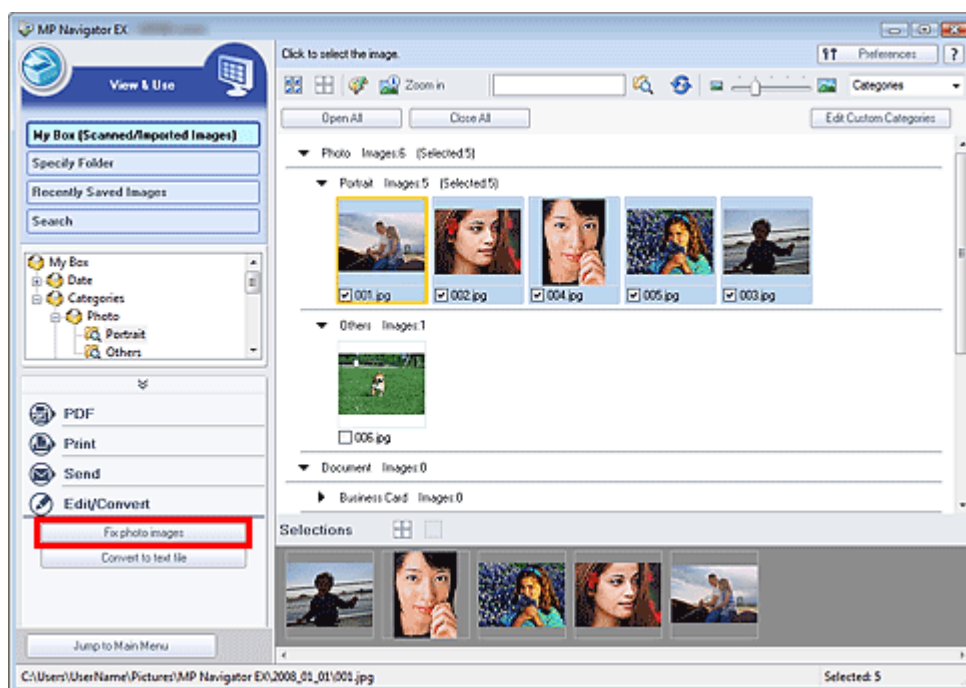 MP Navigator EX
View & Use
My Box (Scanned/Imported Images)
Specify Folder
Recently Saved Images
Search
My Box
Date
Categories
Photo
Portrait
Others
PDF
Print
Send
Edit/Convert
Fix photo images
Convert to text file
Jump to Main Menu
Click to select the image.
Preferences
?
Zoom in
Categories
Open All
Close All
Edit Custom Categories
Photo Images:6 (Selected:5)
Portrait Images:5 (Selected:5)
001.jpg 002.jpg 004.jpg 005.jpg 003.jpg
Others Images:1
006.jpg
Document Images:0
Business Card Images:0
Selections
C:\Users\UserName\Pictures\MP Navigator EX\2008_01_01\001.jpg
Selected: 5